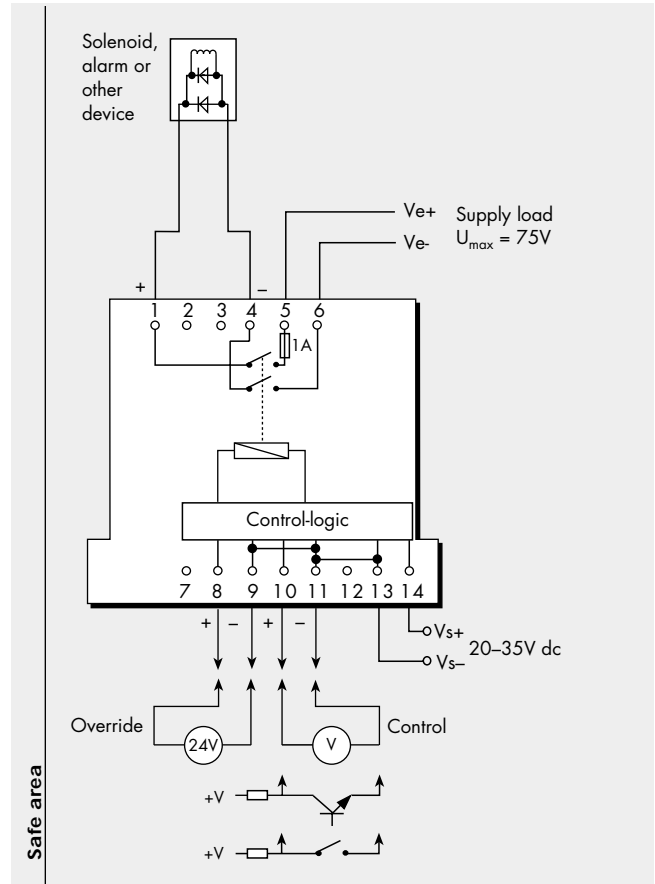 Solenoid,
alarm or
other
device
Ve+
Ve-
Supply load
Umax = 75V
+ –
1 2 3 4 5 6
1A
Control-logic
7 8 9 10 11 12 13 14
+ – + –
Vs+
Vs–
20–35V dc
Override
24V
V
Control
+V
+V
Safe area